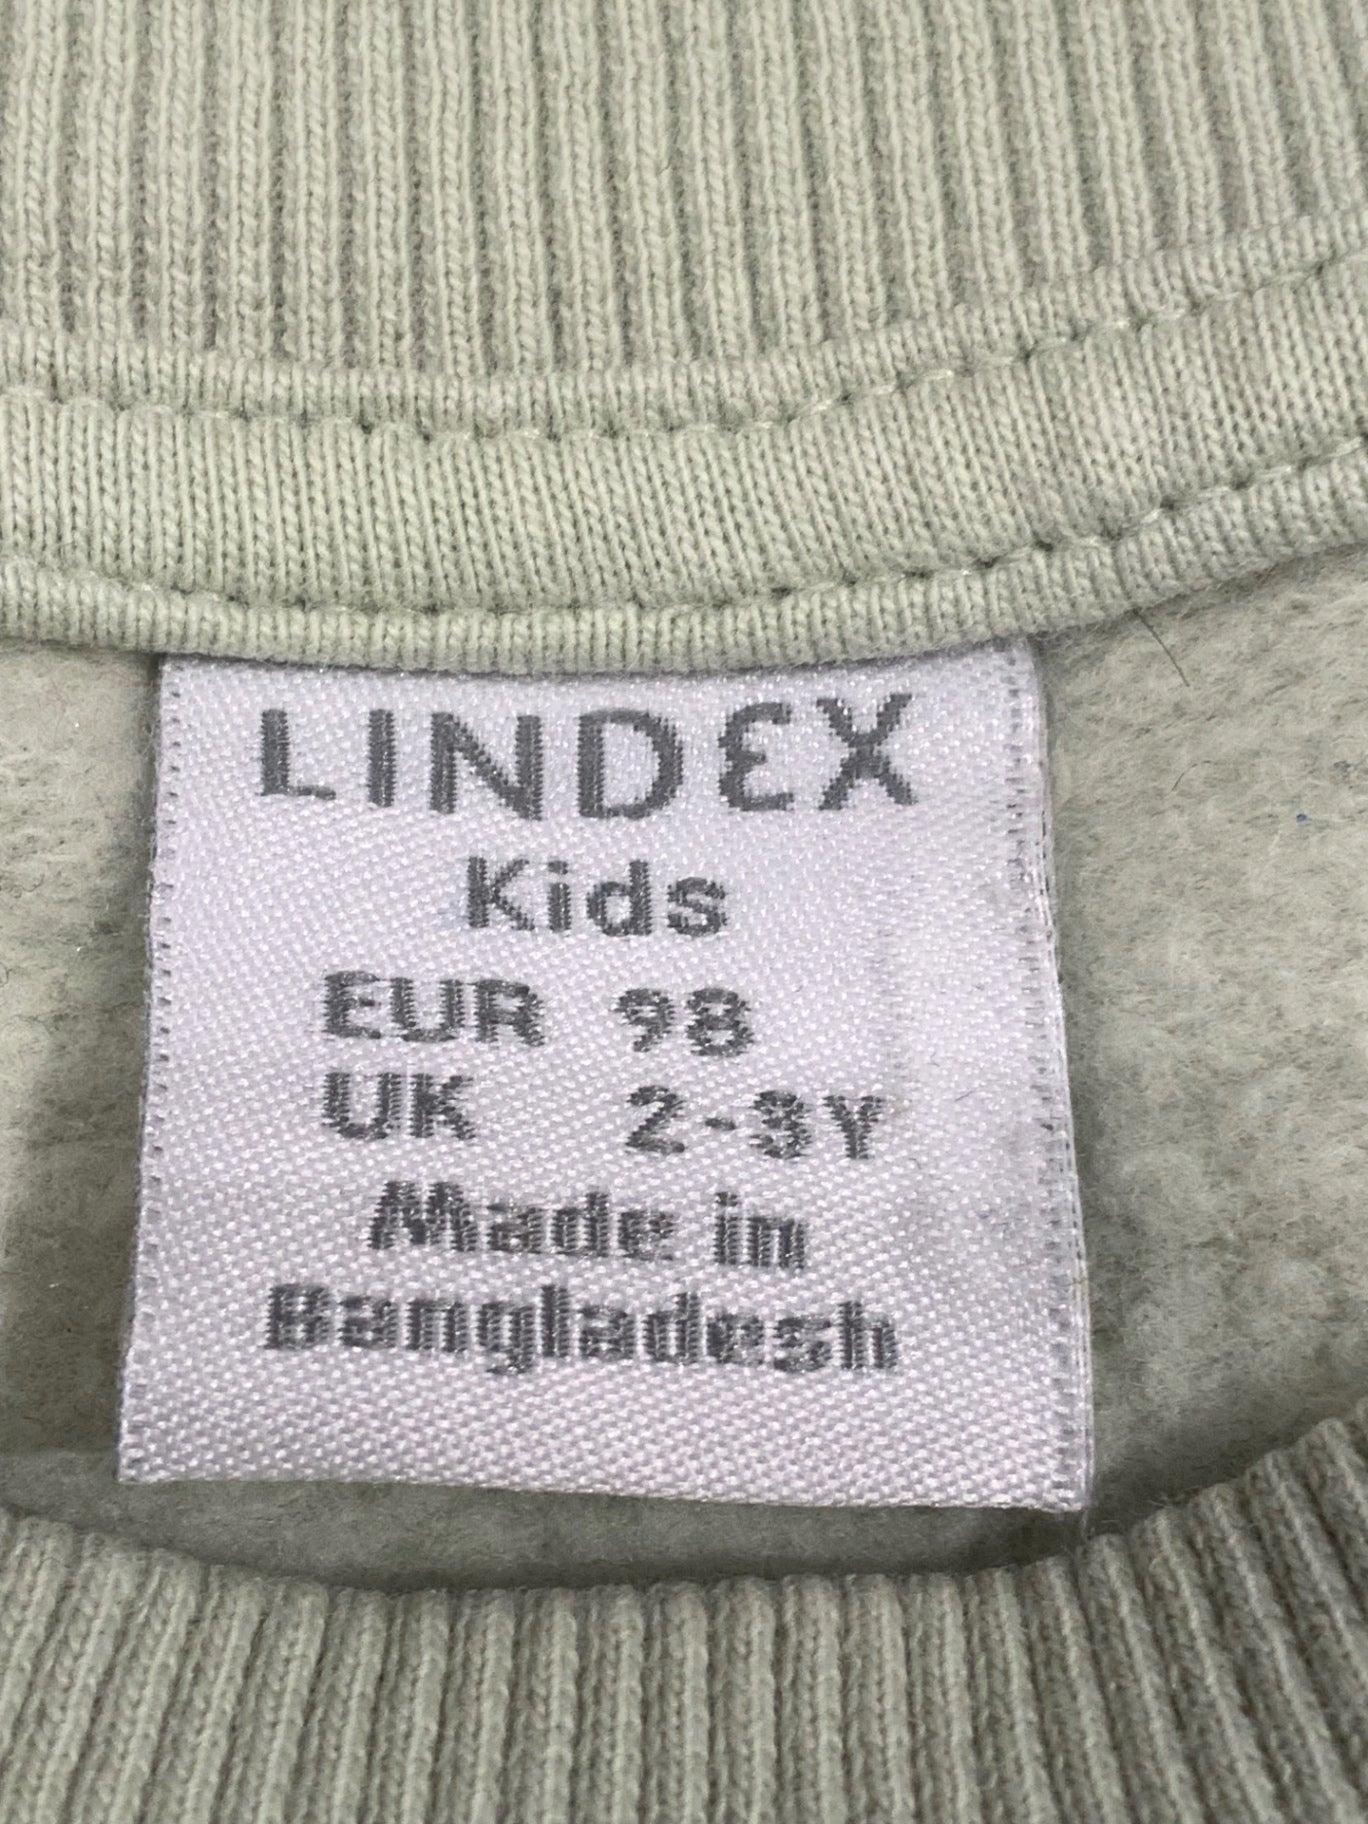 LINDEX
Kids
EUR 98
UK 2-3Y
Made in
Bangladesh